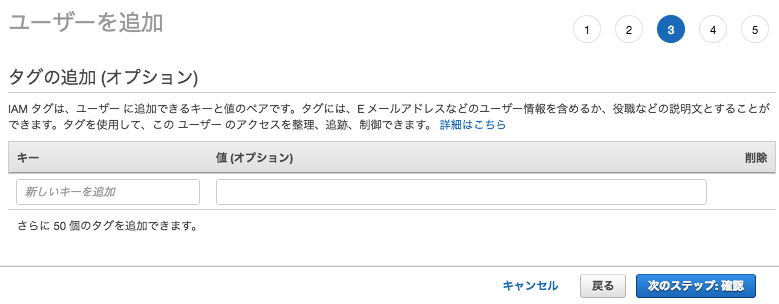 ユーザーを追加
1 2 3 4 5
タグの追加 (オプション)
IAM タグは、ユーザー に追加できるキーと値のペアです。タグには、E メールアドレスなどのユーザー情報を含めるか、役職などの説明文とすることが
できます。タグを使用して、この ユーザー のアクセスを整理、追跡、制御できます。 詳細はこちら
キー 値 (オプション) 削除
新しいキーを追加
さらに 50 個のタグを追加できます。
キャンセル 戻る 次のステップ: 確認